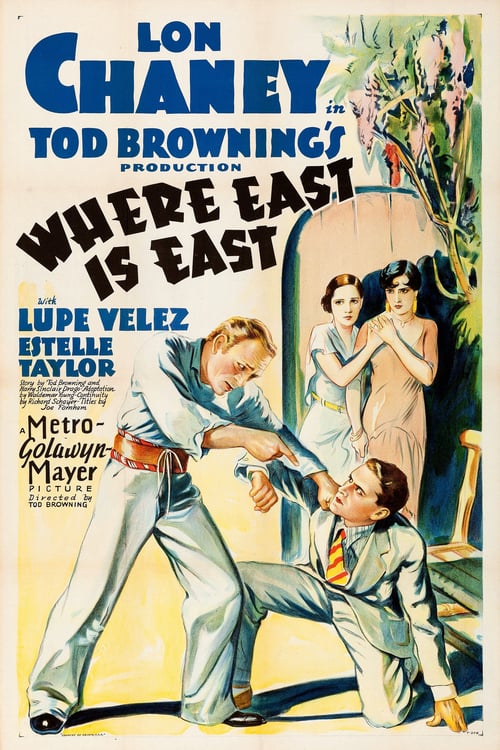 LON
CHANEY
in
TOD BROWNING'S
PRODUCTION
WHERE EAST
IS EAST
With
LUPE VELEZ
ESTELLE
TAYLOR
Story by Tod Browning and
Harry Sinclair Drago-Adaptation
by Waldemar Young-Continuity
by Richard Schayer-Titles by
Joe Farnham
A
METRO-
Goldwyn-
MAYER
PICTURE
Directed by
TOD BROWNING